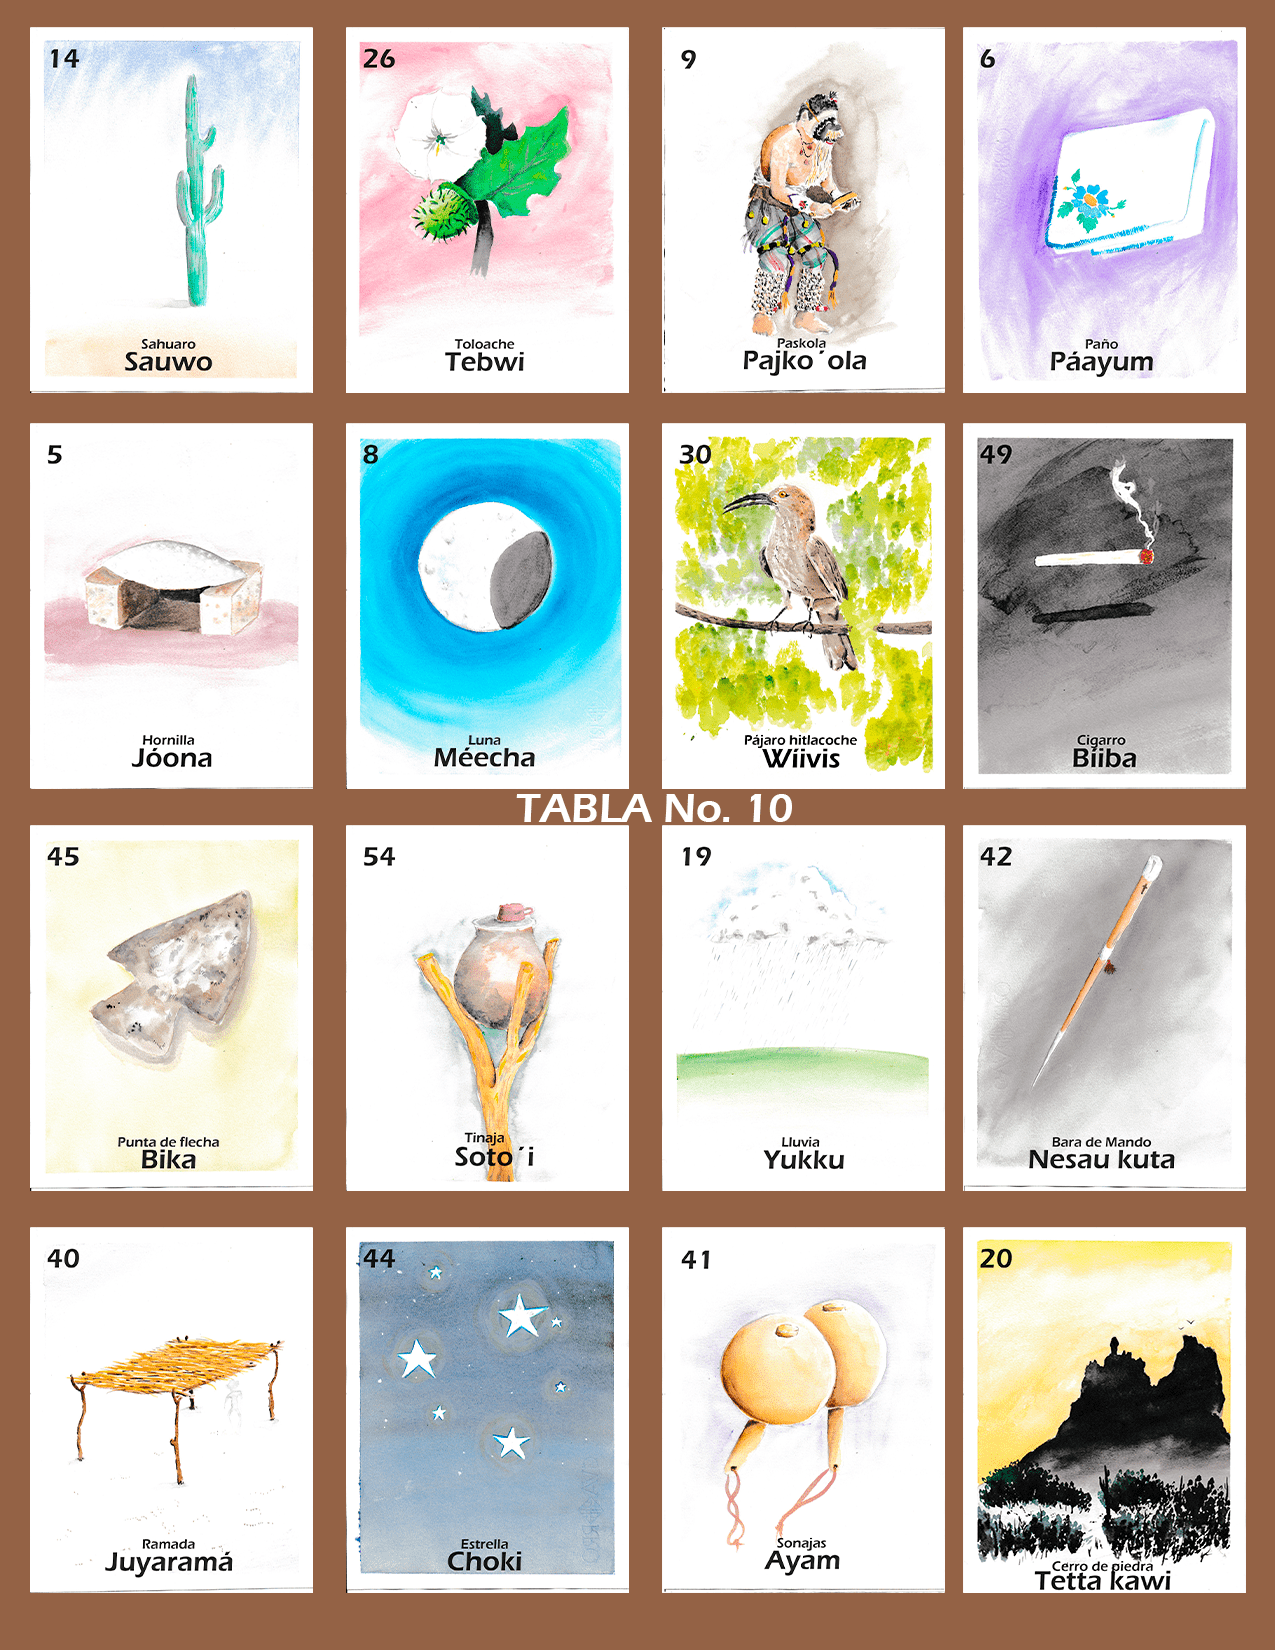 14
Sahuaro
Sauwo
26
Toloache
Tebwi
9
Paskola
Pajko´ola
6
Paño
Páayum
5
Hornilla
Jóona
8
Luna
Méecha
30
Pájaro hitlacoche
Wíivis
49
Cigarro
Bíiba
TABLA No. 10
45
Punta de flecha
Bika
54
Tinaja
Soto´i
19
Lluvia
Yukku
42
Bara de Mando
Nesau kuta
40
Ramada
Juyaramá
44
Estrella
Choki
41
Sonajas
Ayam
20
Cerro de piedra
Tetta kawi